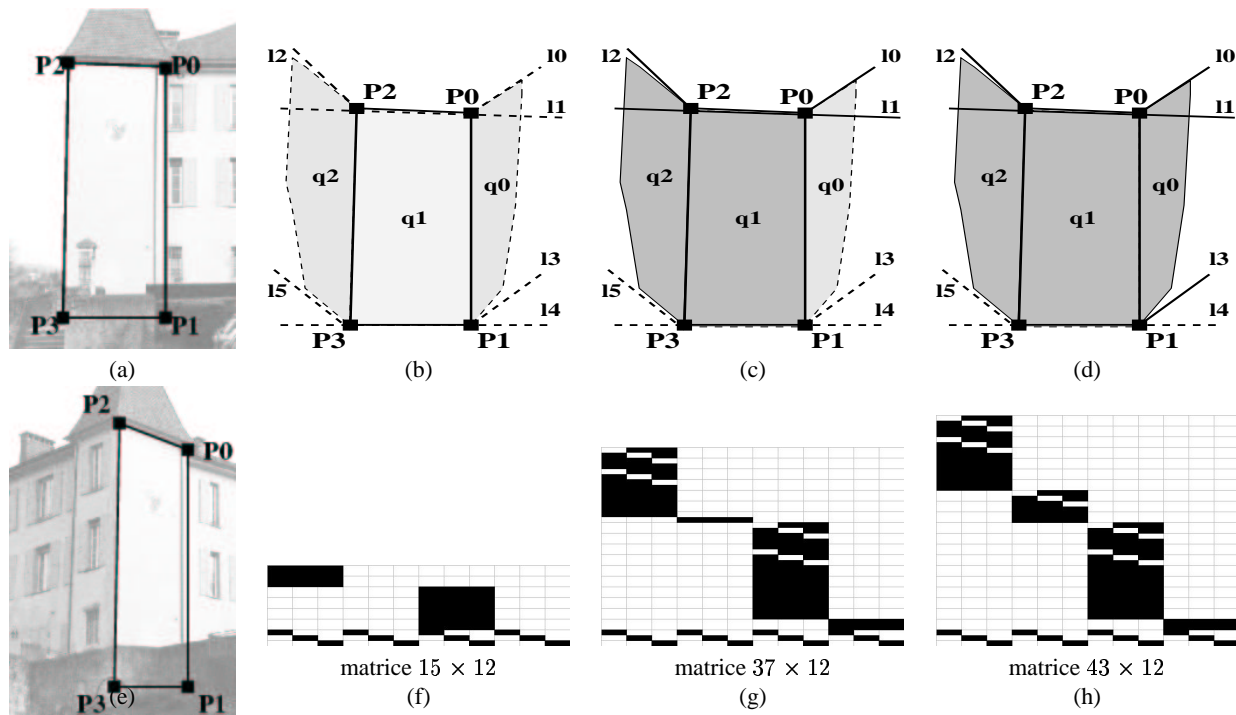 P2 P0
P3 P1
(a)
l2 l0
P2 P0 l1
q2 q0
q1
l3
l5 l4
P3 P1
(b)
l2 l0
P2 P0 l1
q2 q0
q1
l3
l5 l4
P3 P1
(c)
l2 l0
P2 P0 l1
q2 q0
q1
l3
l5 l4
P3 P1
(d)
P2
P0
P3 P1
(e)
matrice 15 × 12
(f)
matrice 37 × 12
(g)
matrice 43 × 12
(h)